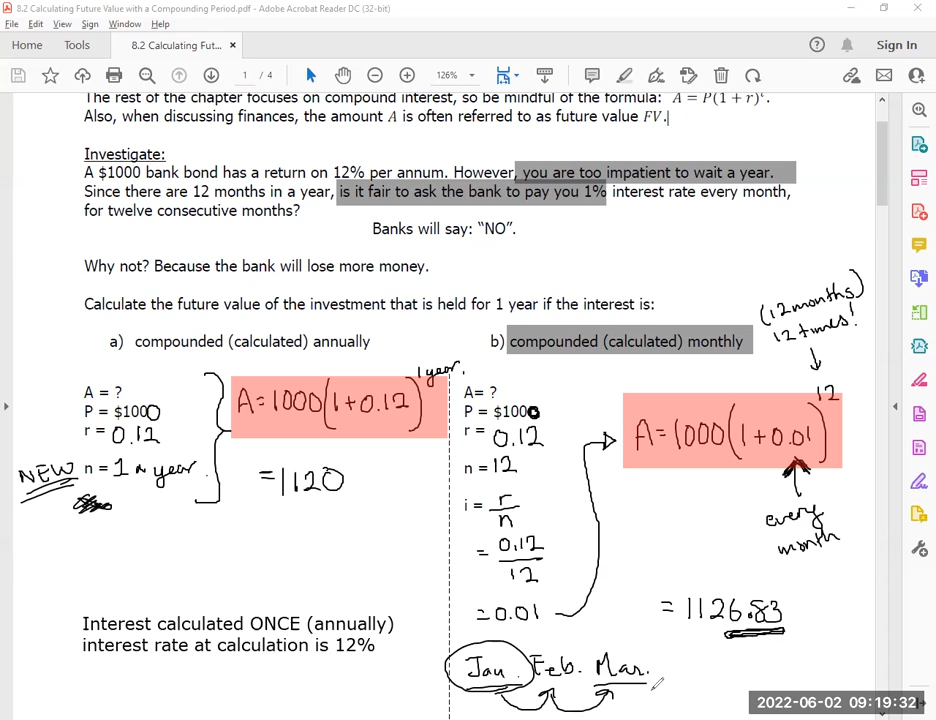 8.2 Calculating Future Value with a Compounding Period.pdf - Adobe Acrobat Reader DC (32-bit)
File Edit View Sign Window Help
Home Tools 8.2 Calculating Fut... × Sign In
1 / 4 126%
The rest of the chapter focuses on compound interest, so be mindful of the formula: A = P(1 + r)ᵗ.
Also, when discussing finances, the amount A is often referred to as future value FV.
Investigate:
A $1000 bank bond has a return on 12% per annum. However, you are too impatient to wait a year.
Since there are 12 months in a year, is it fair to ask the bank to pay you 1% interest rate every month,
for twelve consecutive months?
Banks will say: “NO”.
Why not? Because the bank will lose more money.
Calculate the future value of the investment that is held for 1 year if the interest is:
(12 months)
12 times!
a) compounded (calculated) annually
b) compounded (calculated) monthly
A = ?
P = $1000
r = 0.12
NEW n = 1 a year
A = 1000(1+0.12)
1 year.
= 1120
Interest calculated ONCE (annually)
interest rate at calculation is 12%
A= ?
P = $1000
r = 0.12
n = 12
i = r
n
= 0.12
12
= 0.01
A = 1000(1+0.01)
12
every
month
= 1126.83
Jan. Feb. Mar.
2022-06-02 09:19:32